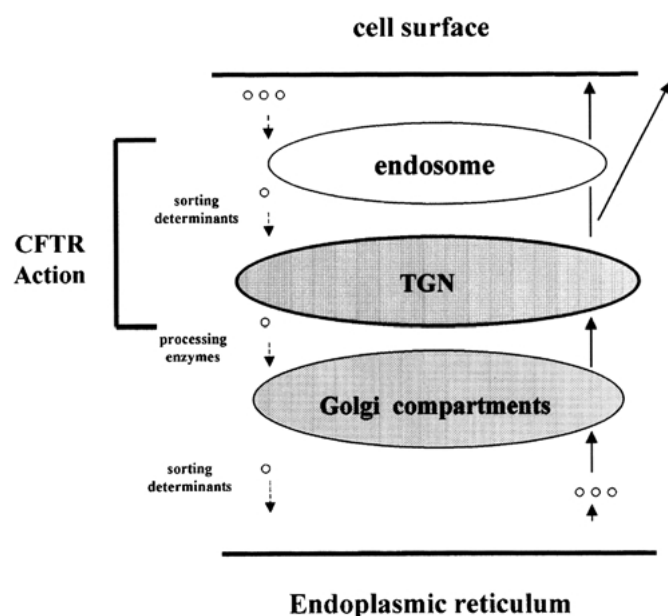 cell surface
endosome
sorting
determinants
CFTR
Action
TGN
processing
enzymes
Golgi compartments
sorting
determinants
Endoplasmic reticulum